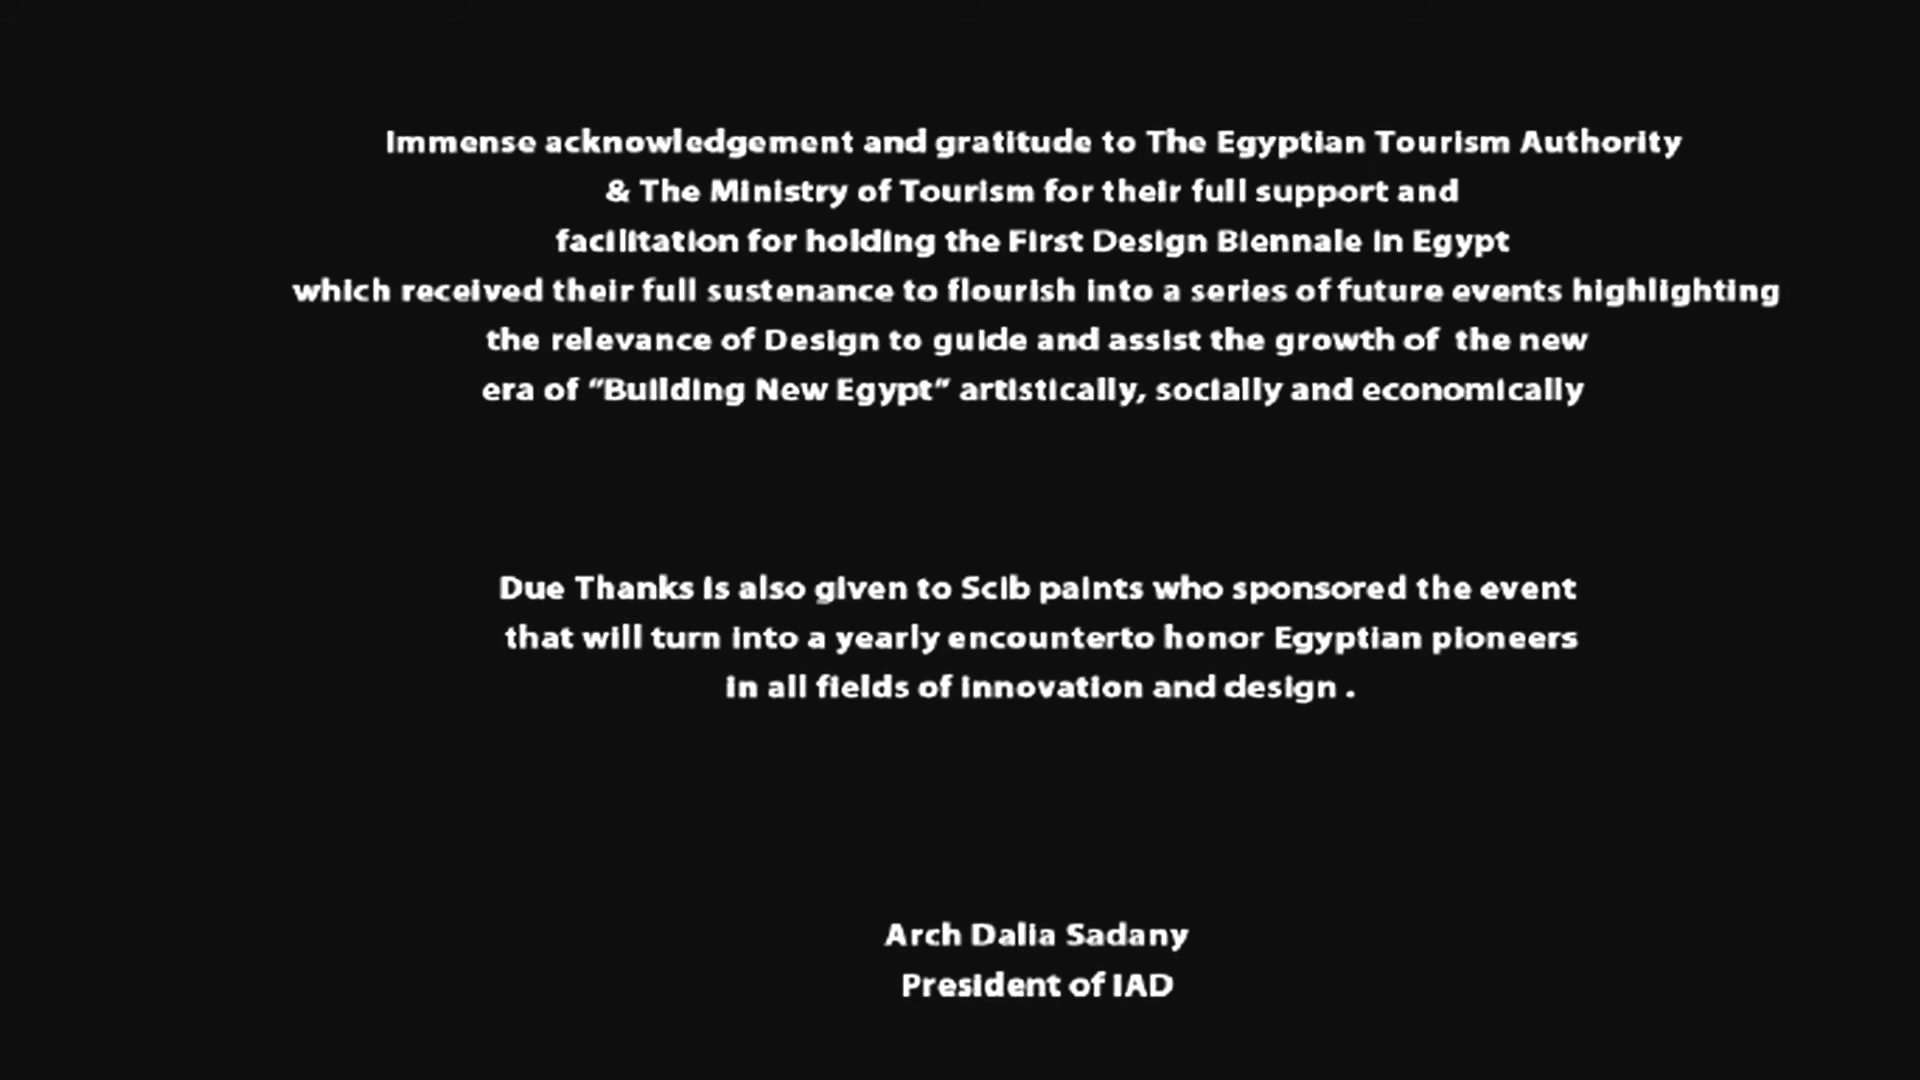 Immense acknowledgement and gratitude to The Egyptian Tourism Authority
& The Ministry of Tourism for their full support and
facilitation for holding the First Design Biennale in Egypt
which received their full sustenance to flourish into a series of future events highlighting
the relevance of Design to guide and assist the growth of the new
era of “Building New Egypt” artistically, socially and economically
Due Thanks is also given to Scib paints who sponsored the event
that will turn into a yearly encounterto honor Egyptian pioneers
in all fields of innovation and design .
Arch Dalia Sadany
President of IAD